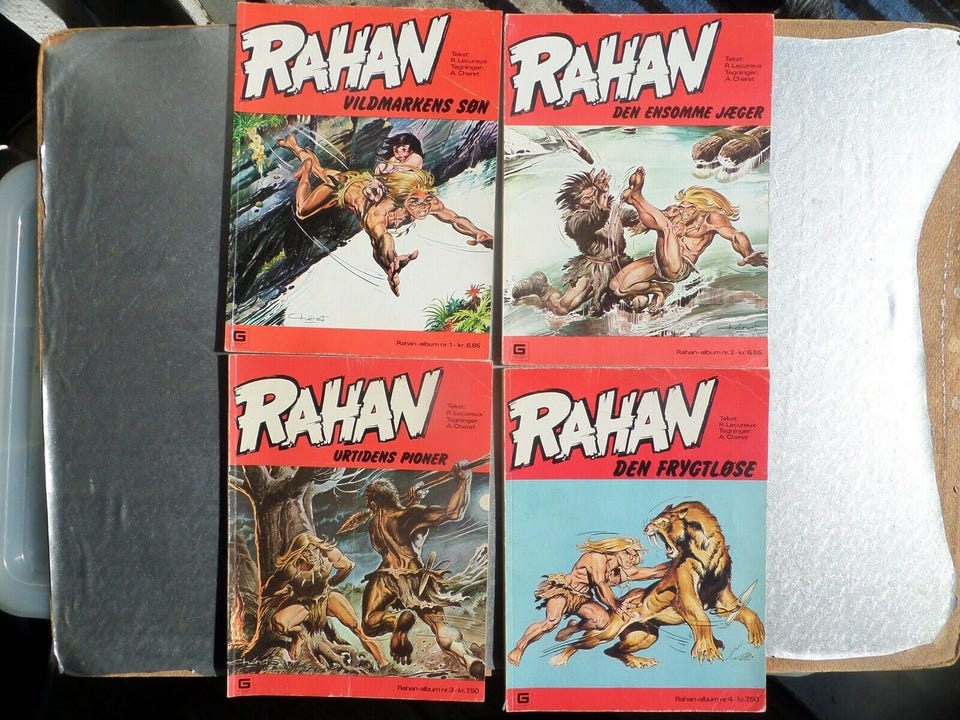 RAHAN
Tekst:
R. Lecureux
Tegninger:
A. Cheret
VILDMARKENS SØN
Chéret
G
Rahan-album nr. 1 - kr. 6.85
RAHAN
Tekst:
R. Lecureux
Tegninger:
A. Cheret
DEN ENSOMME JÆGER
Chéret
G
Rahan-album nr. 2 - kr. 6.85
RAHAN
Tekst:
R. Lecureux
Tegninger:
A. Cheret
URTIDENS PIONER
Chéret
G
Rahan-album nr. 3 - kr. 7.50
RAHAN
Tekst:
R. Lecureux
Tegninger:
A. Cheret
DEN FRYGTLØSE
G
Rahan-album nr. 4 - kr. 7.50